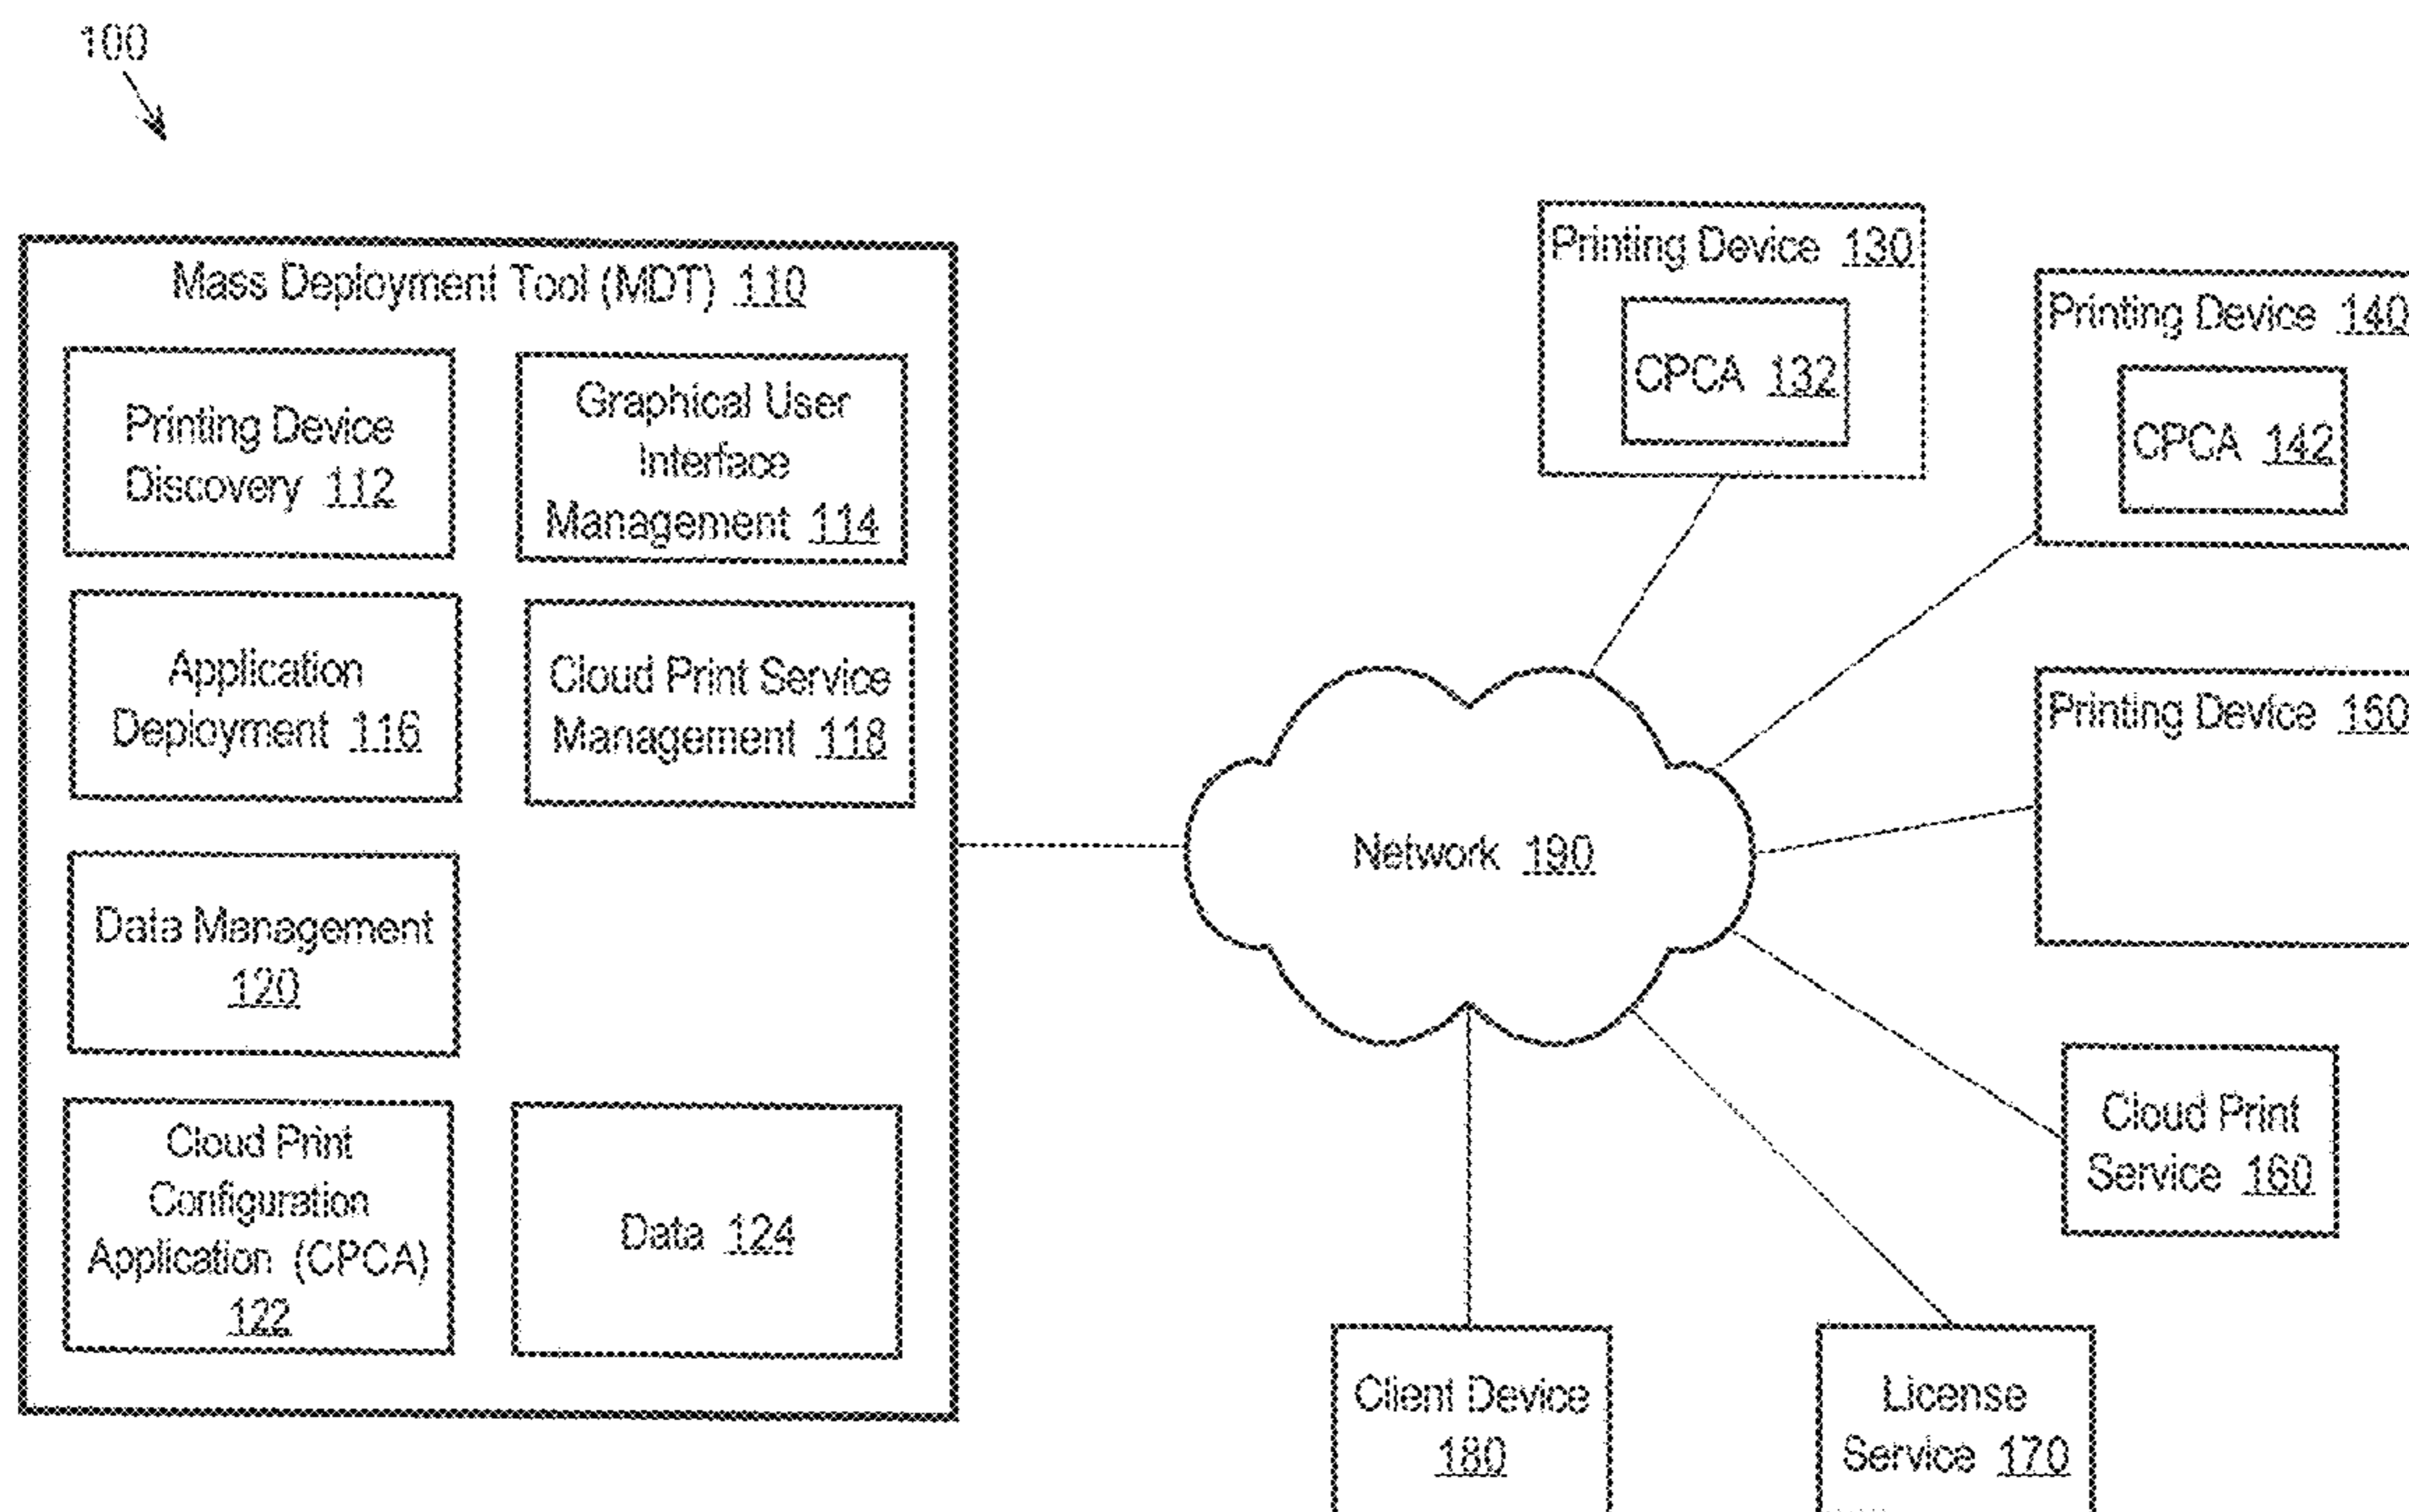 100
Mass Deployment Tool (MDT) 110
Printing Device
Discovery 112
Graphical User
Interface
Management 114
Application
Deployment 116
Cloud Print Service
Management 118
Data Management
120
Cloud Print
Configuration
Application (CPCA)
122
Data 124
Network 190
Printing Device 130
CPCA 132
Printing Device 140
CPCA 142
Printing Device 150
Cloud Print
Service 160
Client Device
180
License
Service 170